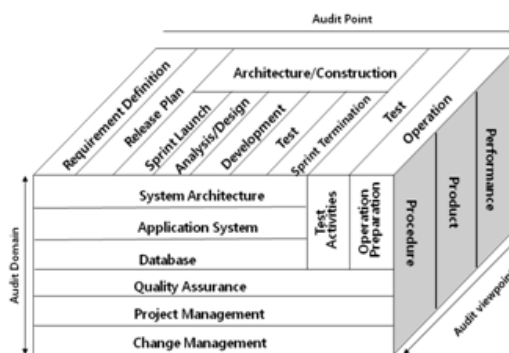 Audit Point
Architecture/Construction
Requirement Definition
Release Plan
Sprint Launch
Analysis/Design
Development
Test
Sprint Termination
Test
Operation
System Architecture
Application System
Database
Quality Assurance
Project Management
Change Management
Test
Activities
Operation
Preparation
Procedure
Product
Performance
Audit Domain
Audit viewpoint